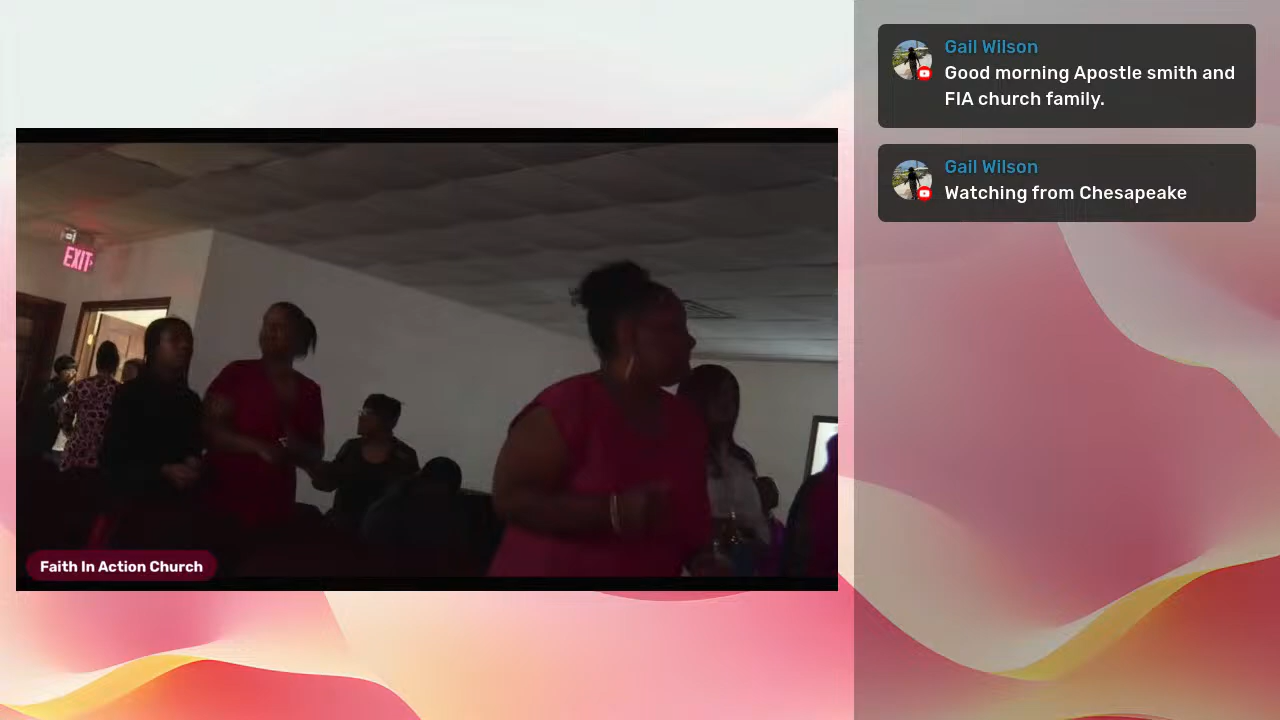 Gail Wilson
Good morning Apostle smith and
FIA church family.
Gail Wilson
Watching from Chesapeake
EXIT
Faith In Action Church